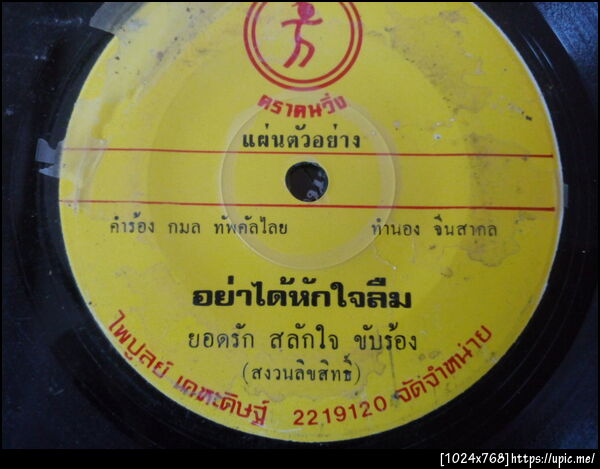 ตราคนวิ่ง
แผ่นตัวอย่าง
คำร้อง กมล ทัพคัลไลย ทำนอง จีนสากล
อย่าได้หักใจลืม
ยอดรัก สลักใจ ขับร้อง
(สงวนลิขสิทธิ์)
ไพบูลย์ เคหะดิษฐ์ 2219120 จัดจำหน่าย
[1024x768]https://upic.me/